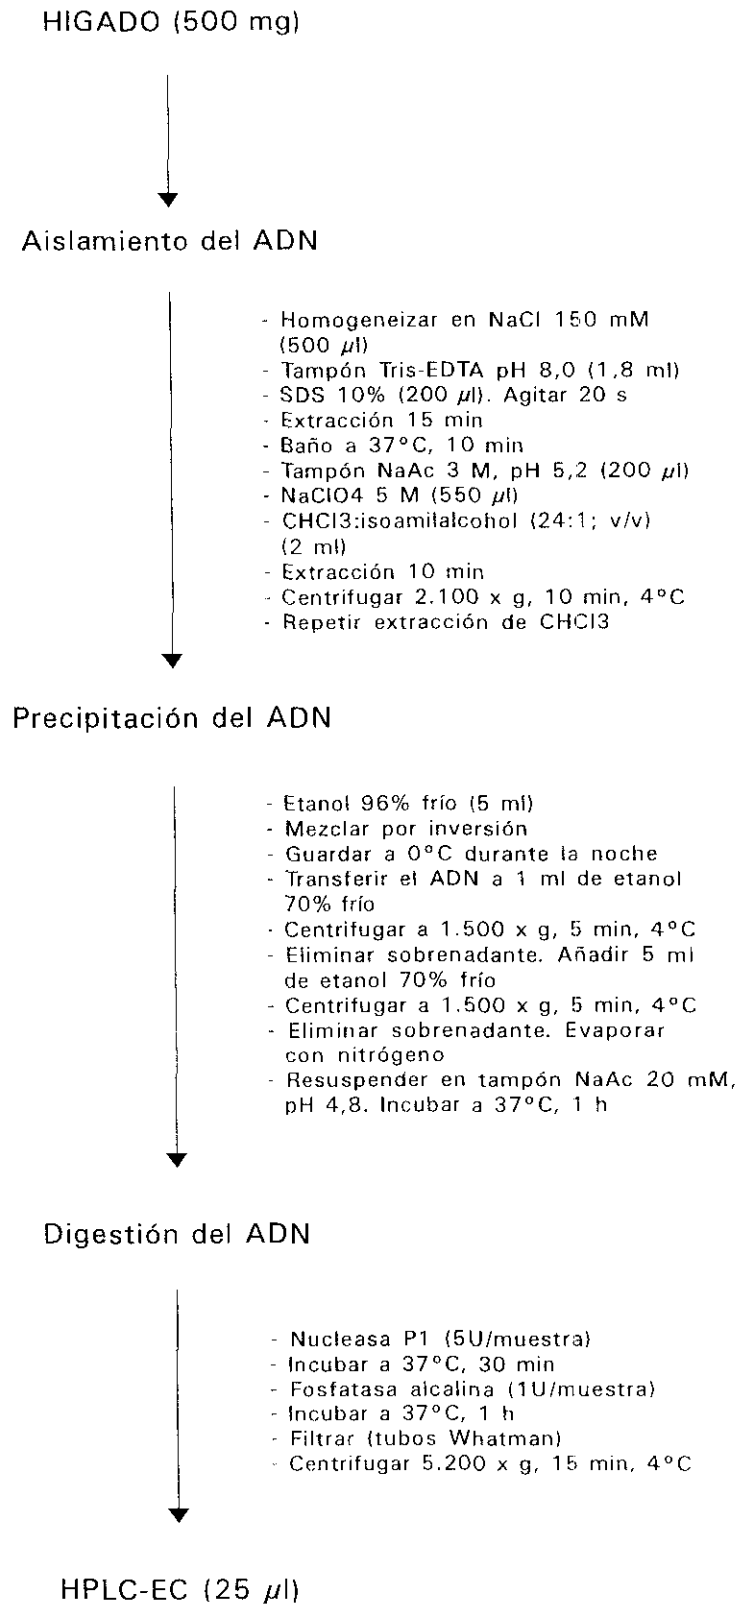 HIGADO (500 mg)
Aislamiento del ADN
- Homogeneizar en NaCl 150 mM
(500 µl)
- Tampón Tris-EDTA pH 8,0 (1,8 ml)
- SDS 10% (200 µl). Agitar 20 s
- Extracción 15 min
- Baño a 37°C, 10 min
- Tampón NaAc 3 M, pH 5,2 (200 µl)
- NaClO4 5 M (550 µl)
- CHCl3:isoamilalcohol (24:1; v/v)
(2 ml)
- Extracción 10 min
- Centrifugar 2.100 x g, 10 min, 4°C
- Repetir extracción de CHCl3
Precipitación del ADN
- Etanol 96% frío (5 ml)
- Mezclar por inversión
- Guardar a 0°C durante la noche
- Transferir el ADN a 1 ml de etanol
70% frío
- Centrifugar a 1.500 x g, 5 min, 4°C
- Eliminar sobrenadante. Añadir 5 ml
de etanol 70% frío
- Centrifugar a 1.500 x g, 5 min, 4°C
- Eliminar sobrenadante. Evaporar
con nitrógeno
- Resuspender en tampón NaAc 20 mM,
pH 4,8. Incubar a 37°C, 1 h
Digestión del ADN
- Nucleasa P1 (5U/muestra)
- Incubar a 37°C, 30 min
- Fosfatasa alcalina (1U/muestra)
- Incubar a 37°C, 1 h
- Filtrar (tubos Whatman)
- Centrifugar 5.200 x g, 15 min, 4°C
HPLC-EC (25 µl)